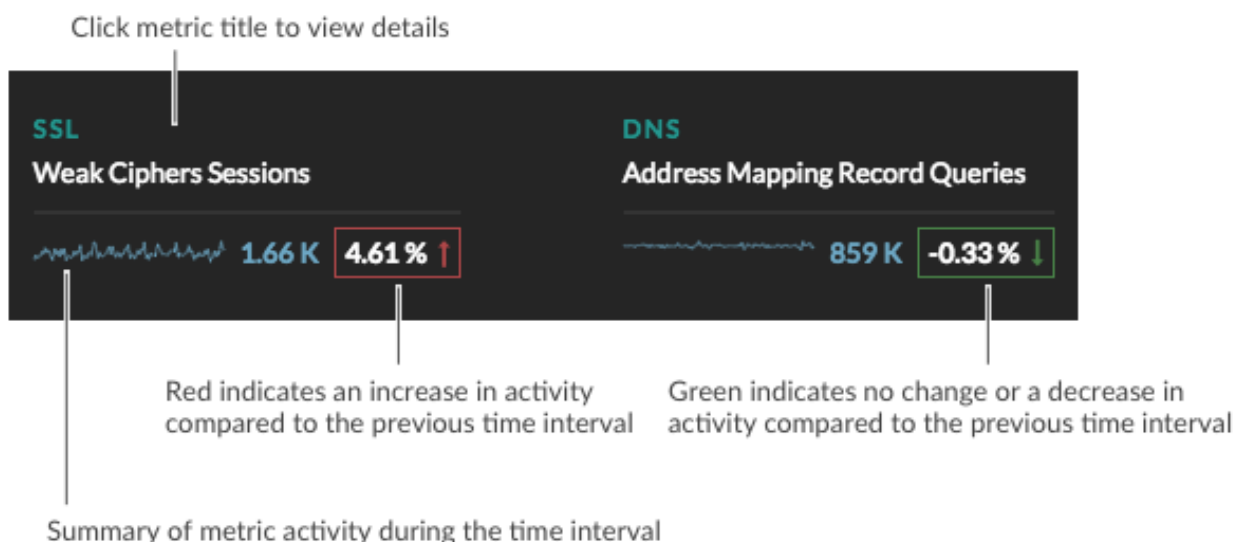 Click metric title to view details
SSL
Weak Ciphers Sessions
1.66 K 4.61 % ↑
DNS
Address Mapping Record Queries
859 K -0.33 % ↓
Red indicates an increase in activity
compared to the previous time interval
Green indicates no change or a decrease in
activity compared to the previous time interval
Summary of metric activity during the time interval